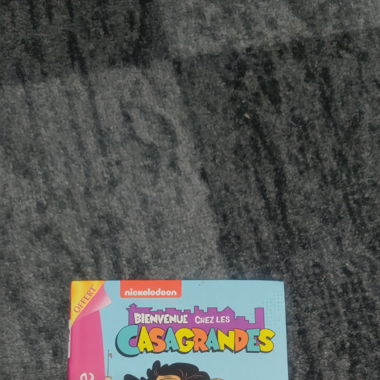 OFFERT
nickelodeon
BIENVENUE CHEZ LES
CASAGRANDES
e